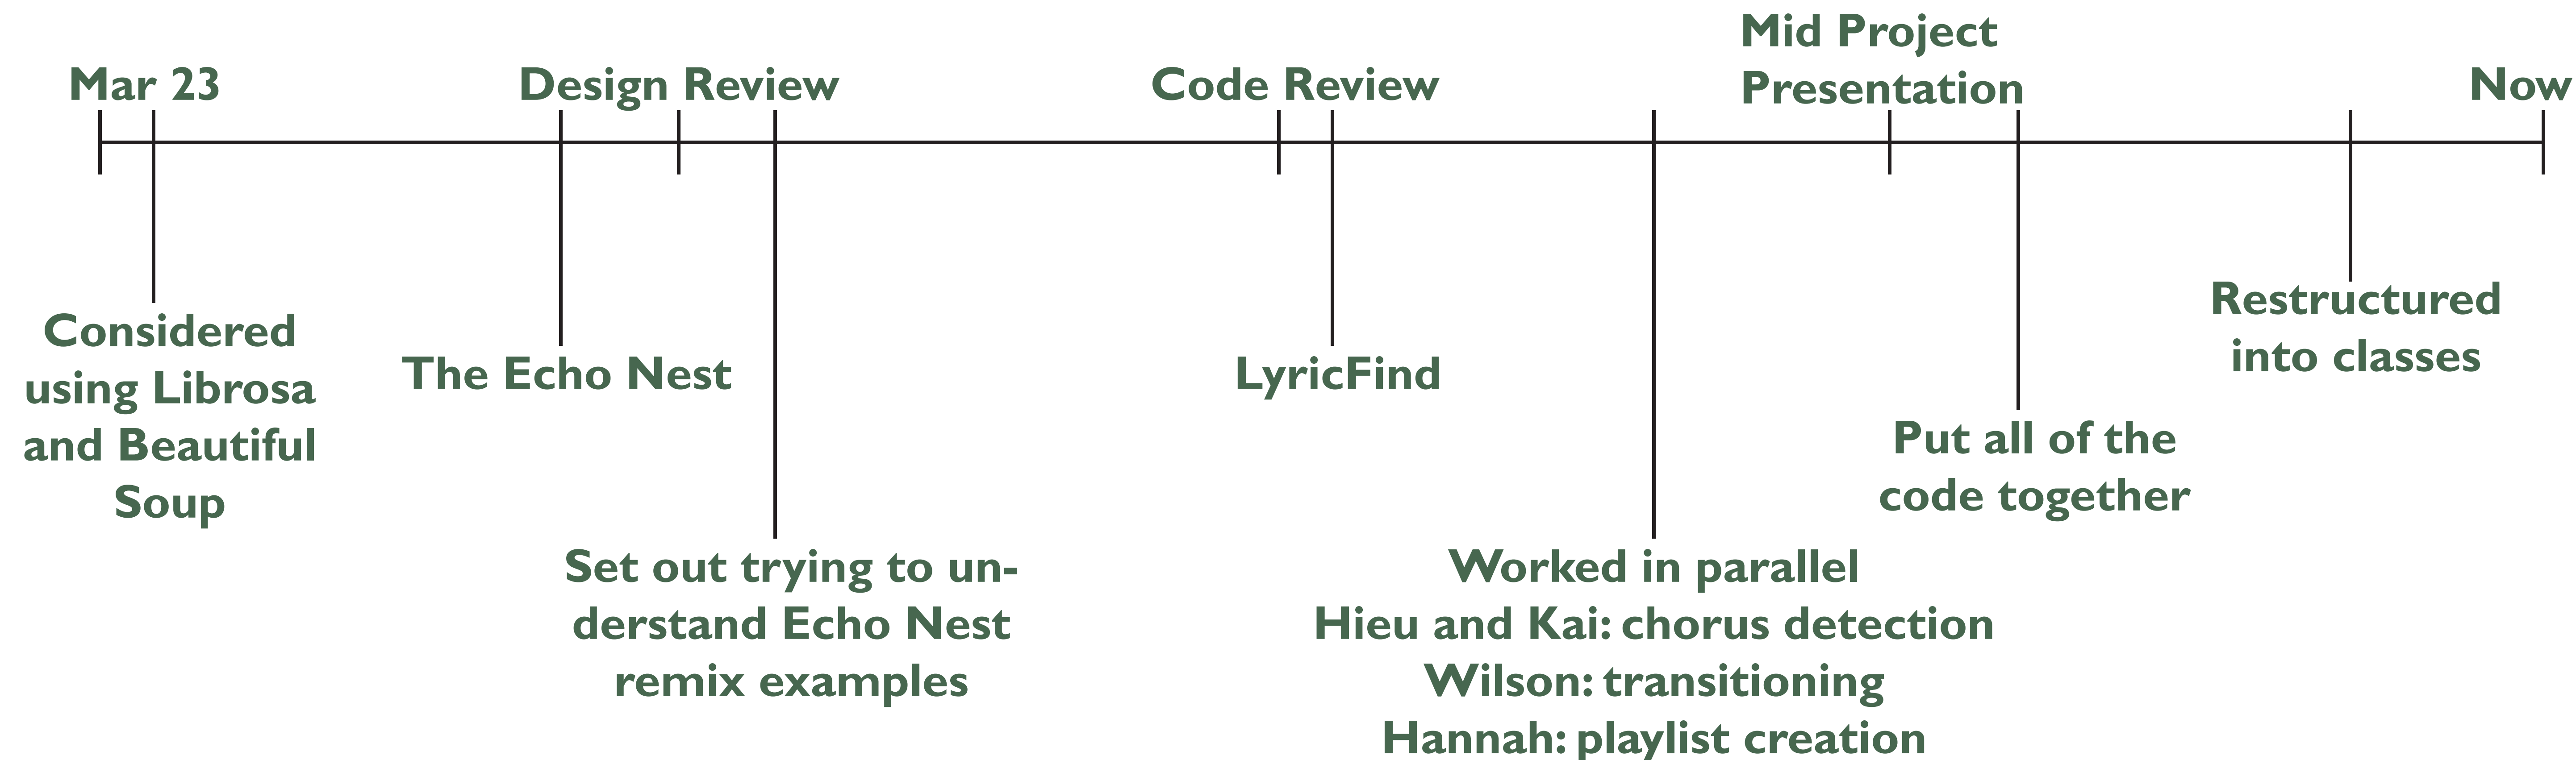 Mar 23
Design Review
Code Review
Mid Project
Presentation
Now
Considered
using Librosa
and Beautiful
Soup
The Echo Nest
Set out trying to un-
derstand Echo Nest
remix examples
LyricFind
Worked in parallel
Hieu and Kai: chorus detection
Wilson: transitioning
Hannah: playlist creation
Put all of the
code together
Restructured
into classes